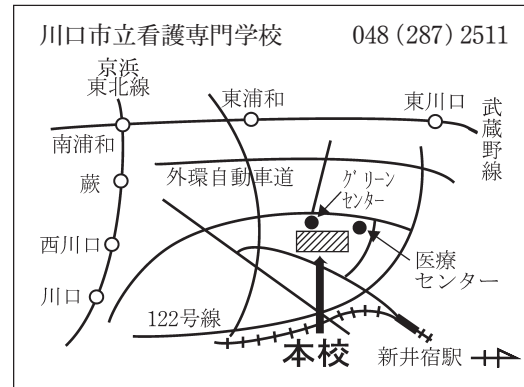 川口市立看護専門学校 048(287)2511
京浜
東北線
東浦和
東川口
武蔵野線
南浦和
外環自動車道
グリーン
センター
蕨
西川口
医療
センター
川口
122号線
本校
新井宿駅